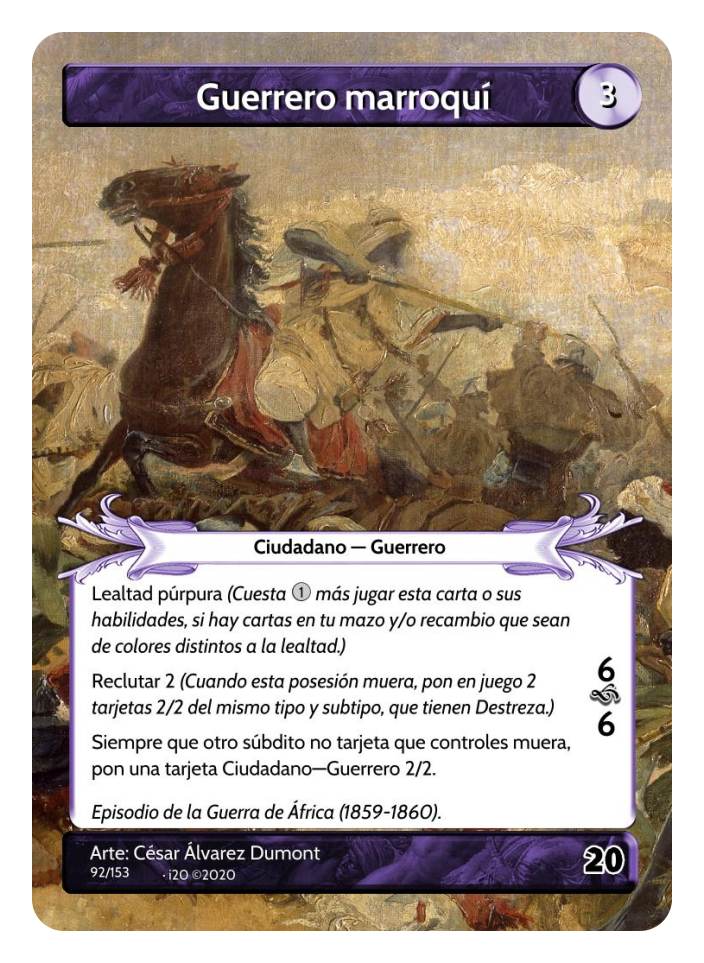 Guerrero marroquí
3
Ciudadano — Guerrero
Lealtad púrpura (Cuesta 1 más jugar esta carta o sus
habilidades, si hay cartas en tu mazo y/o recambio que sean
de colores distintos a la lealtad.)
Reclutar 2 (Cuando esta posesión muera, pon en juego 2
tarjetas 2/2 del mismo tipo y subtipo, que tienen Destreza.)
Siempre que otro súbdito no tarjeta que controles muera,
pon una tarjeta Ciudadano—Guerrero 2/2.
6
6
Episodio de la Guerra de África (1859-1860).
Arte: César Álvarez Dumont
92/153 · i20 ©2020
20